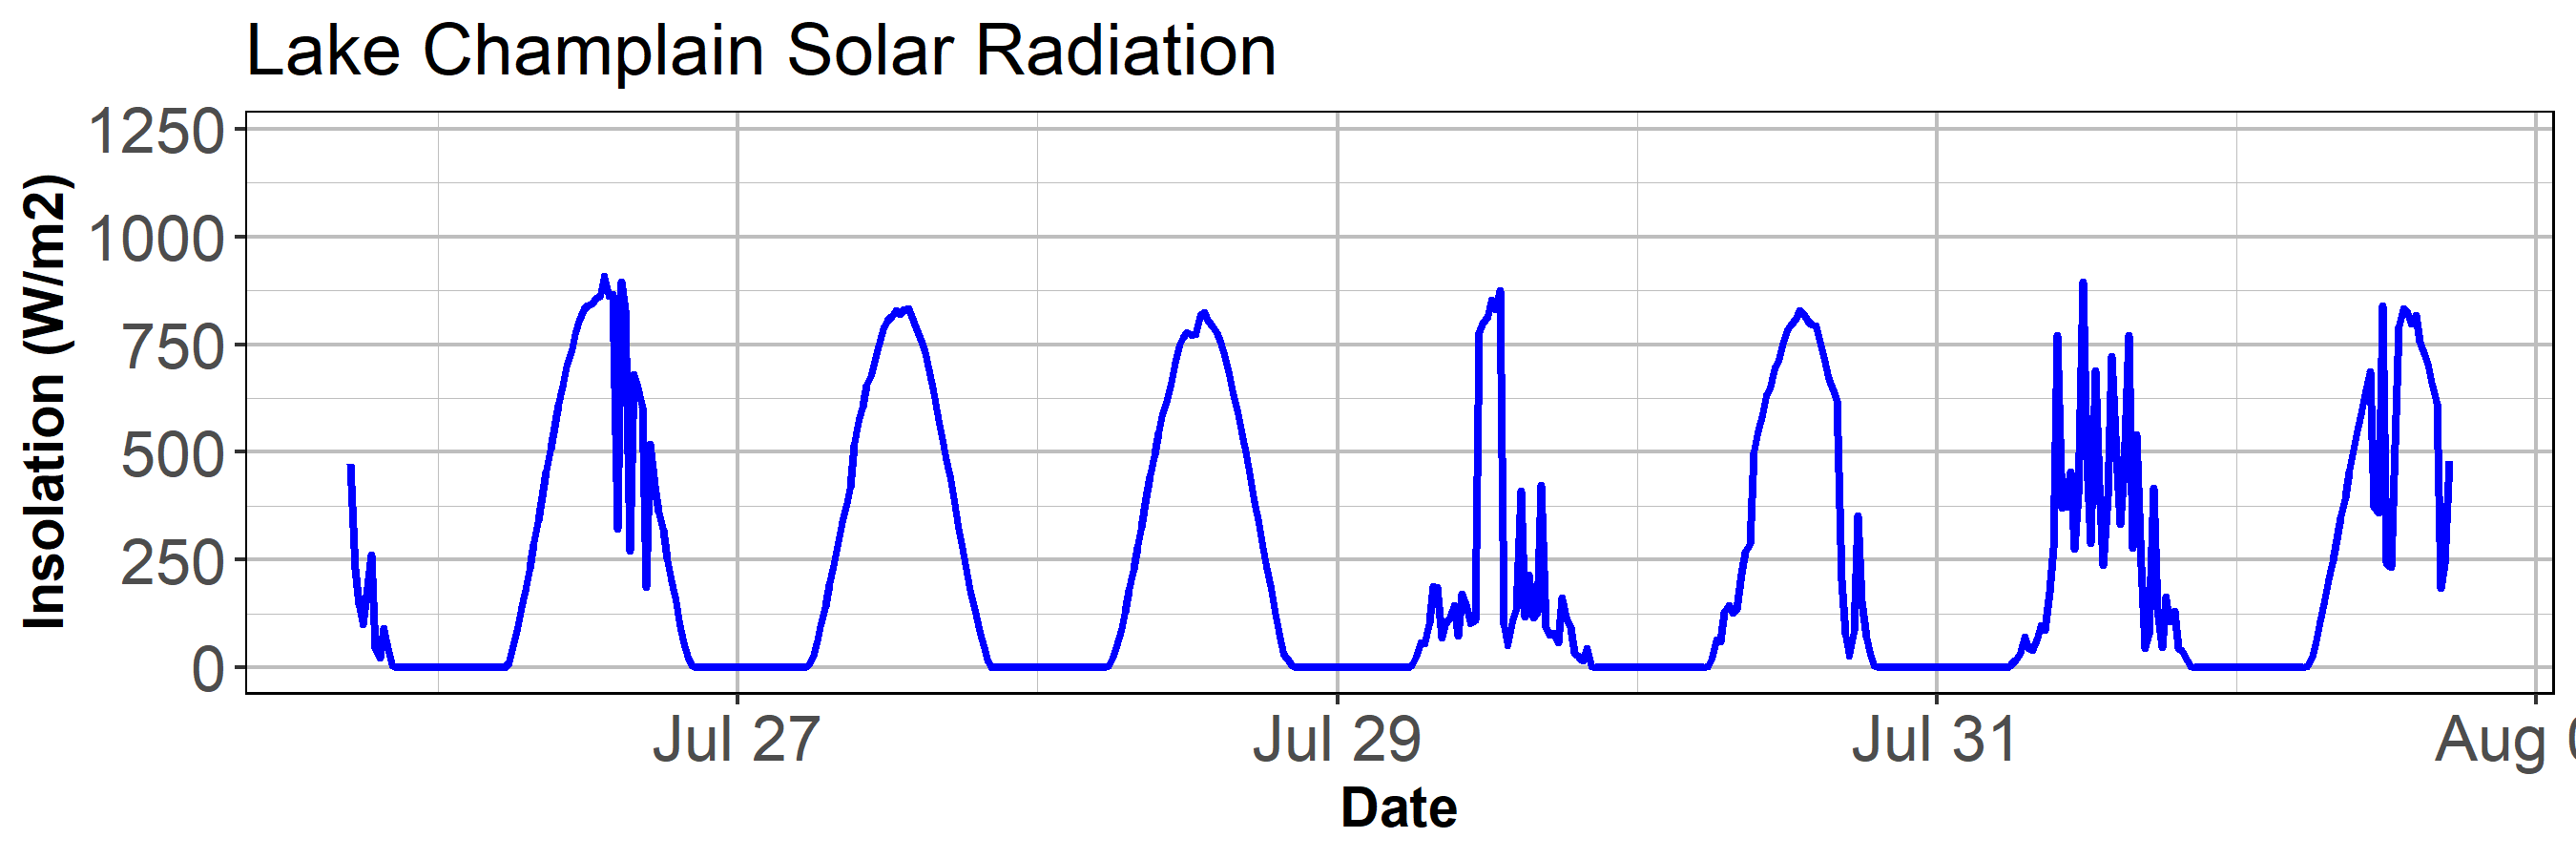 Lake Champlain Solar Radiation
1250
1000
750
500
250
0
Insolation (W/m2)
Jul 27
Jul 29
Jul 31
Aug
Date